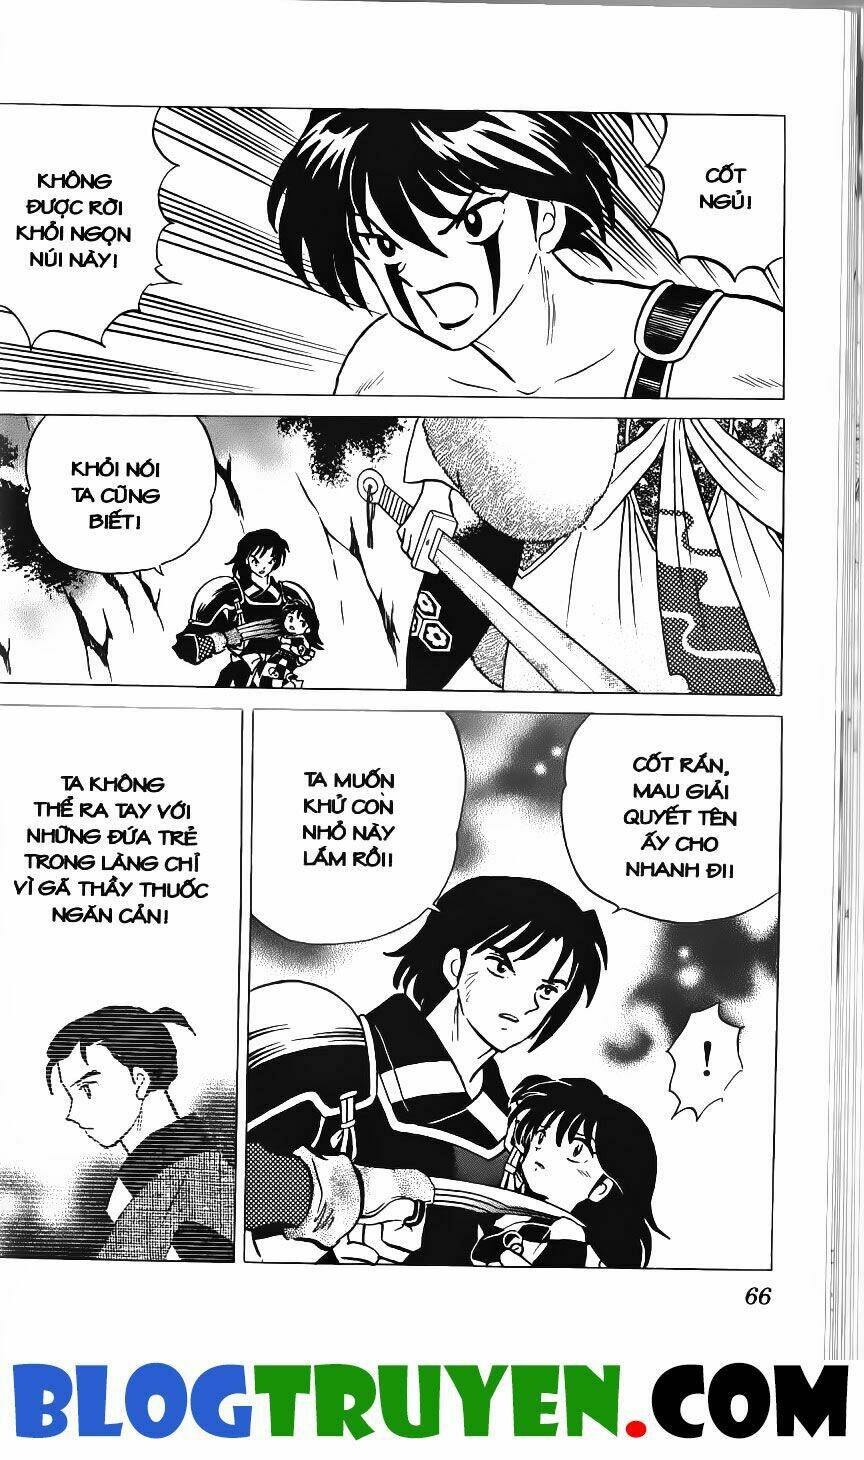 CỐT
NGỦ!
KHÔNG
ĐƯỢC RỜI
KHỎI NGỌN
NÚI NÀY!
KHỎI NÓI
TA CŨNG
BIẾT!
CỐT RẮN,
MAU GIẢI
QUYẾT TÊN
ẤY CHO
NHANH ĐI!
!
TA MUỐN
KHỬ CON
NHỎ NÀY
LẮM RỒI!
TA KHÔNG
THỂ RA TAY VỚI
NHỮNG ĐỨA TRẺ
TRONG LÀNG CHỈ
VÌ GÃ THẦY THUỐC
NGĂN CẢN!
66
BLOGTRUYEN.COM